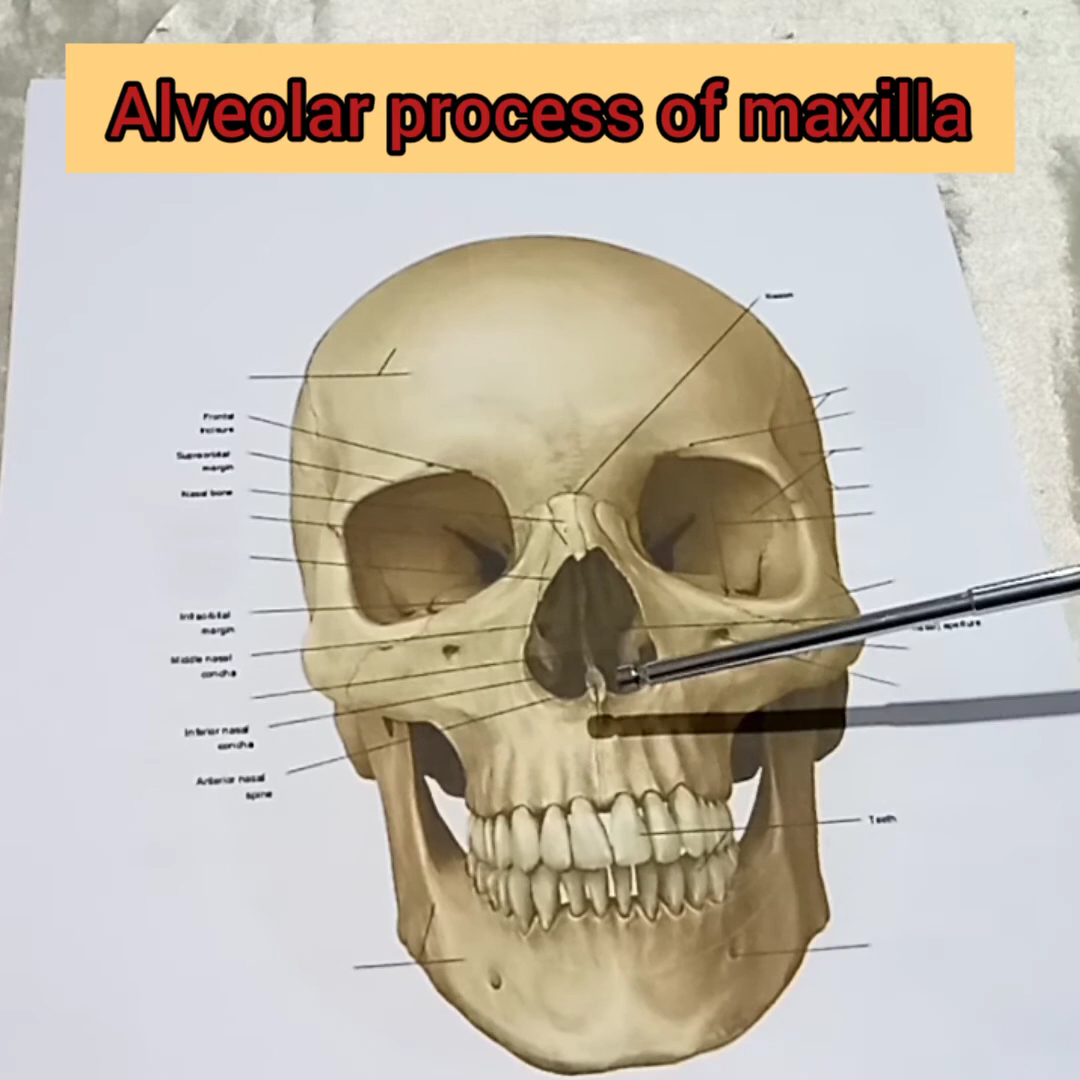 Alveolar process of maxilla
Nasion
Frontal
incisure
Supraorbital
margin
Nasal bone
Infraorbital
margin
Middle nasal
concha
aperture
Inferior nasal
concha
Anterior nasal
spine
Teeth